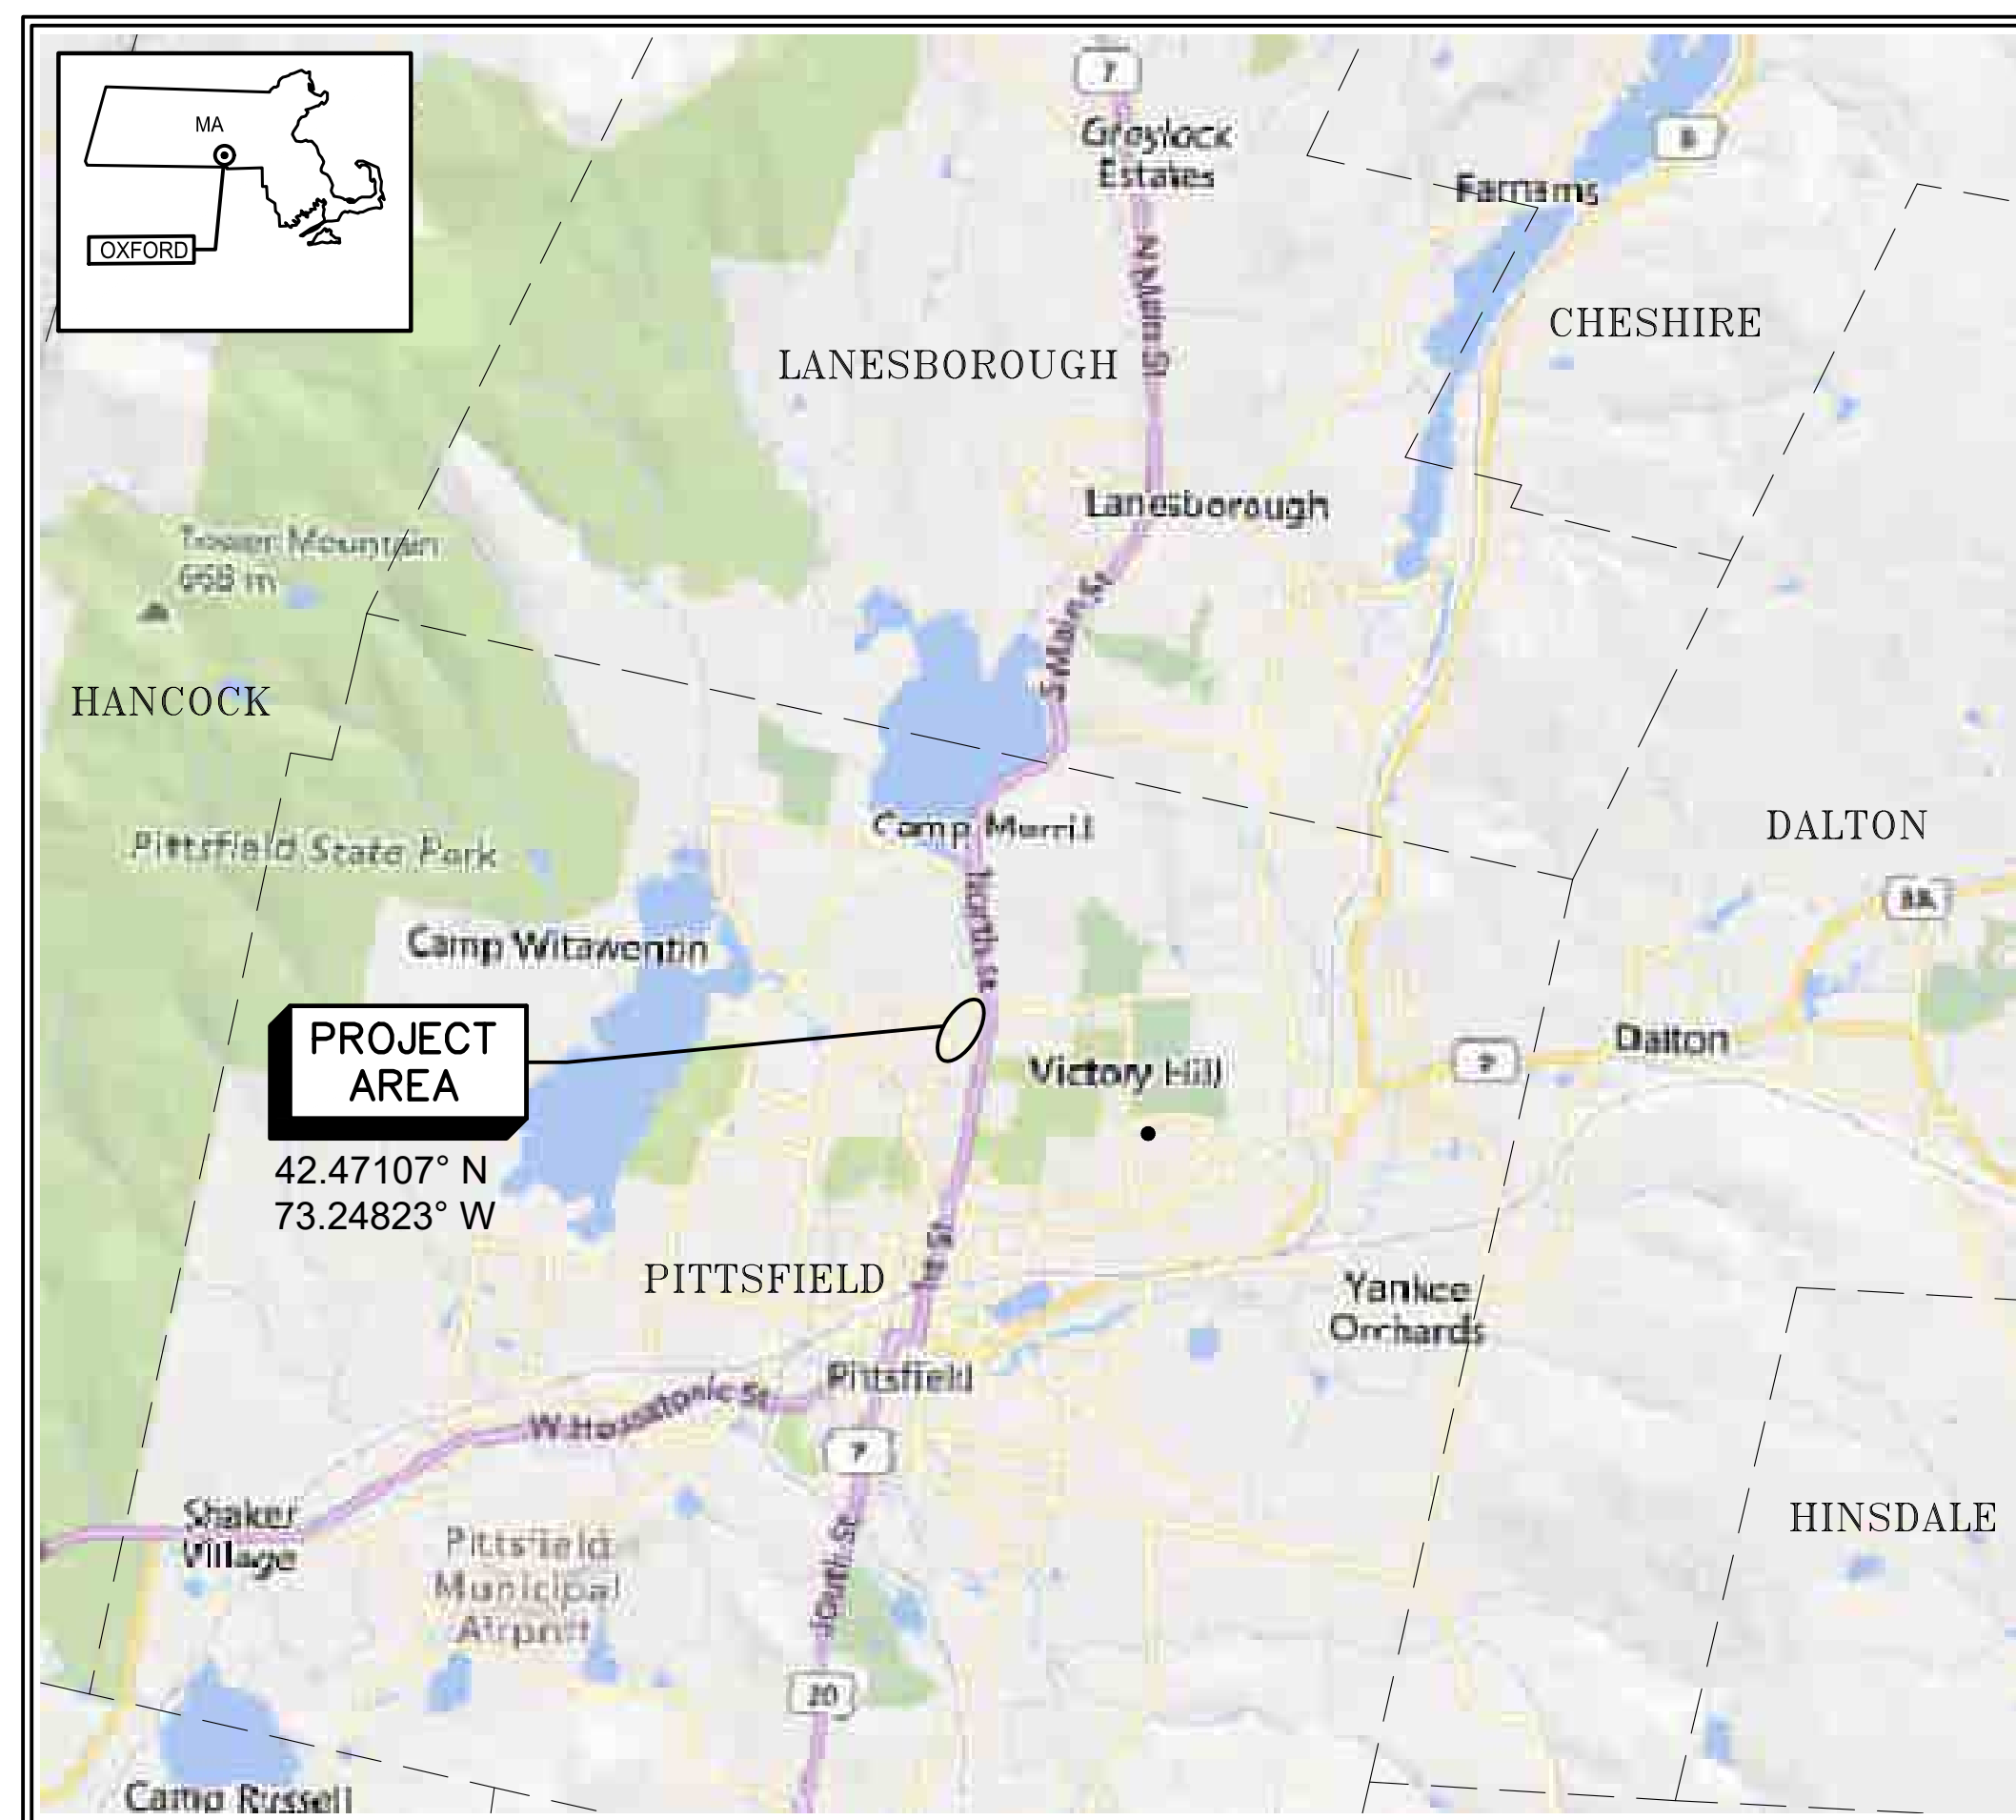 MA
OXFORD
7
Greylock
Estates
N Main St
8
Farnams
CHESHIRE
LANESBOROUGH
Lanesborough
Tower Mountain
S Main St
HANCOCK
Camp Merrill
DALTON
Pittsfield State Park
8A
North St
Camp Witawentin
PROJECT
AREA
42.47107° N
73.24823° W
Victory Hill
9
Dalton
1st St
PITTSFIELD
Yankee
Orchards
Pittsfield
W Housatonic St
7
Shaker
Village
Pittsfield
Municipal
Airport
South St
HINSDALE
20
Camp Russell